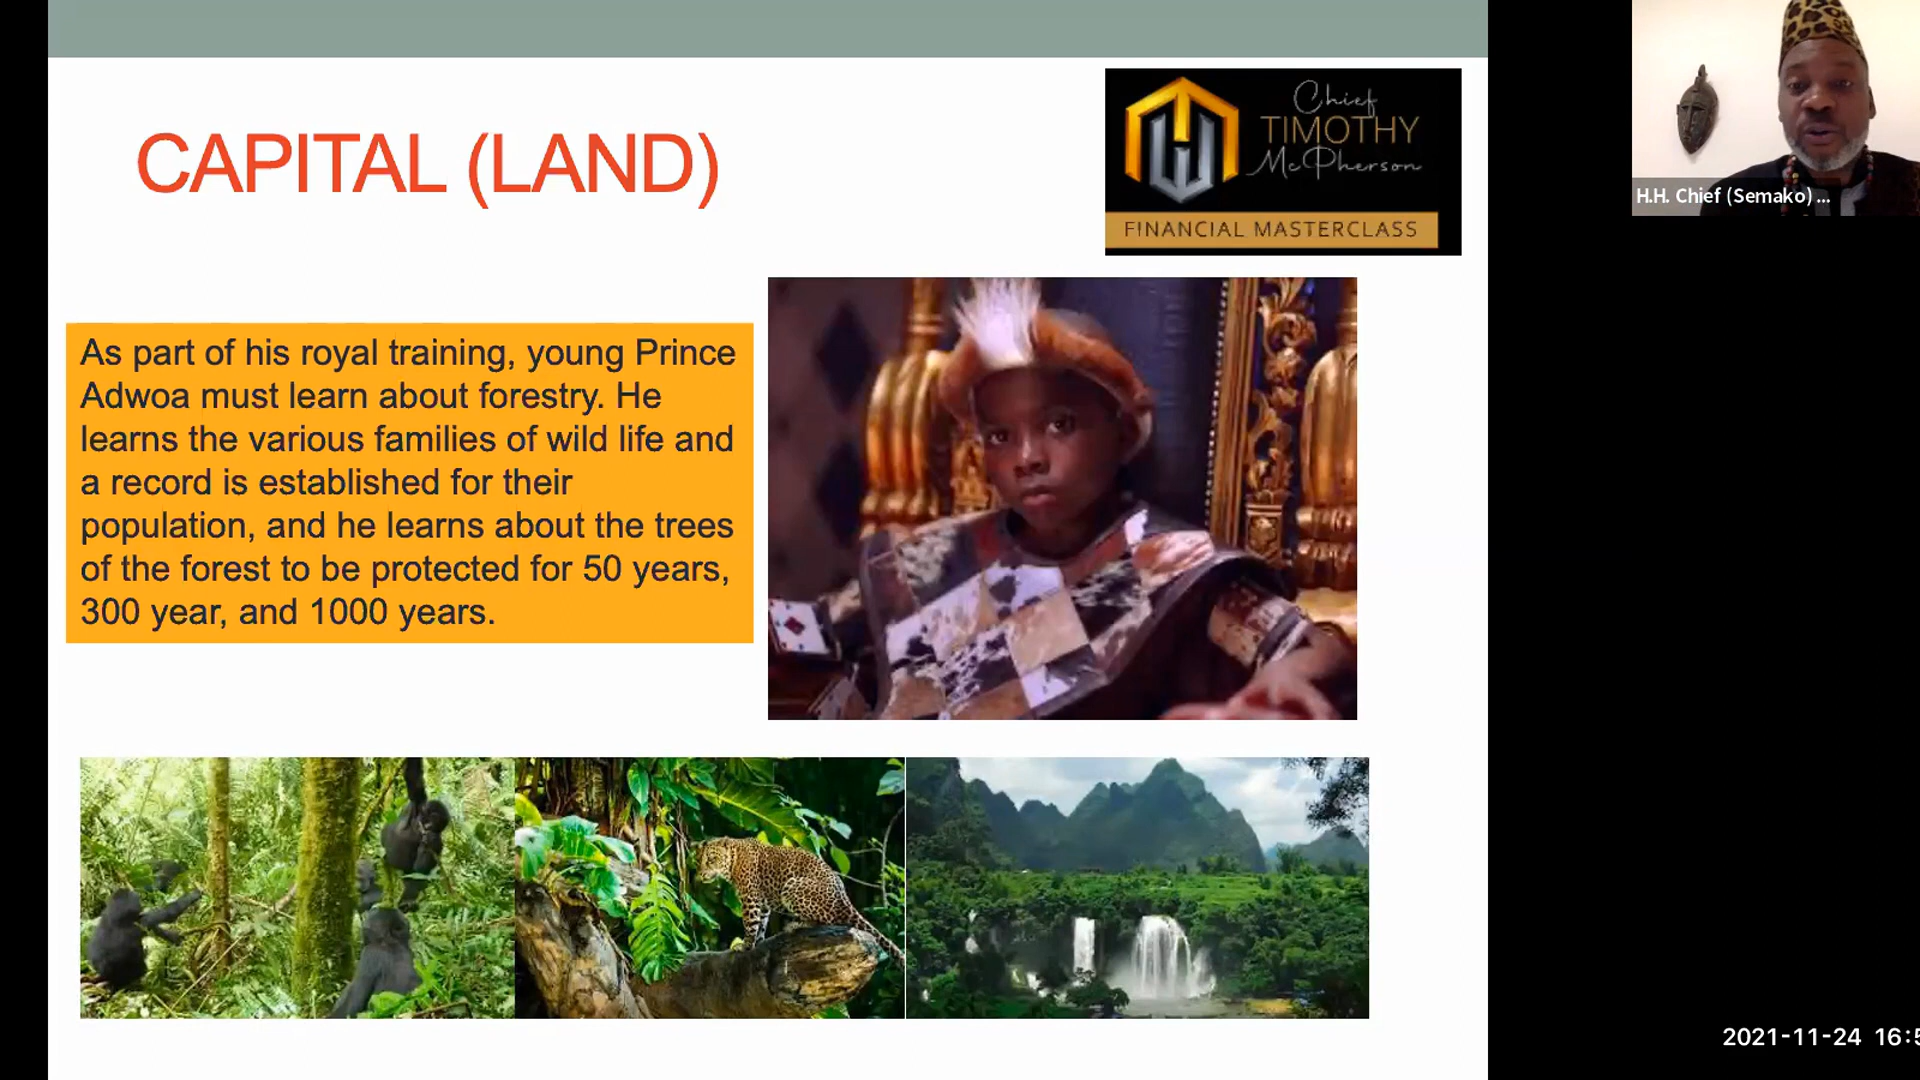 CAPITAL (LAND)
Chief
TIMOTHY
McPherson
FINANCIAL MASTERCLASS
H.H. Chief (Semako) ...
As part of his royal training, young Prince
Adwoa must learn about forestry. He
learns the various families of wild life and
a record is established for their
population, and he learns about the trees
of the forest to be protected for 50 years,
300 year, and 1000 years.
2021-11-24 16:5